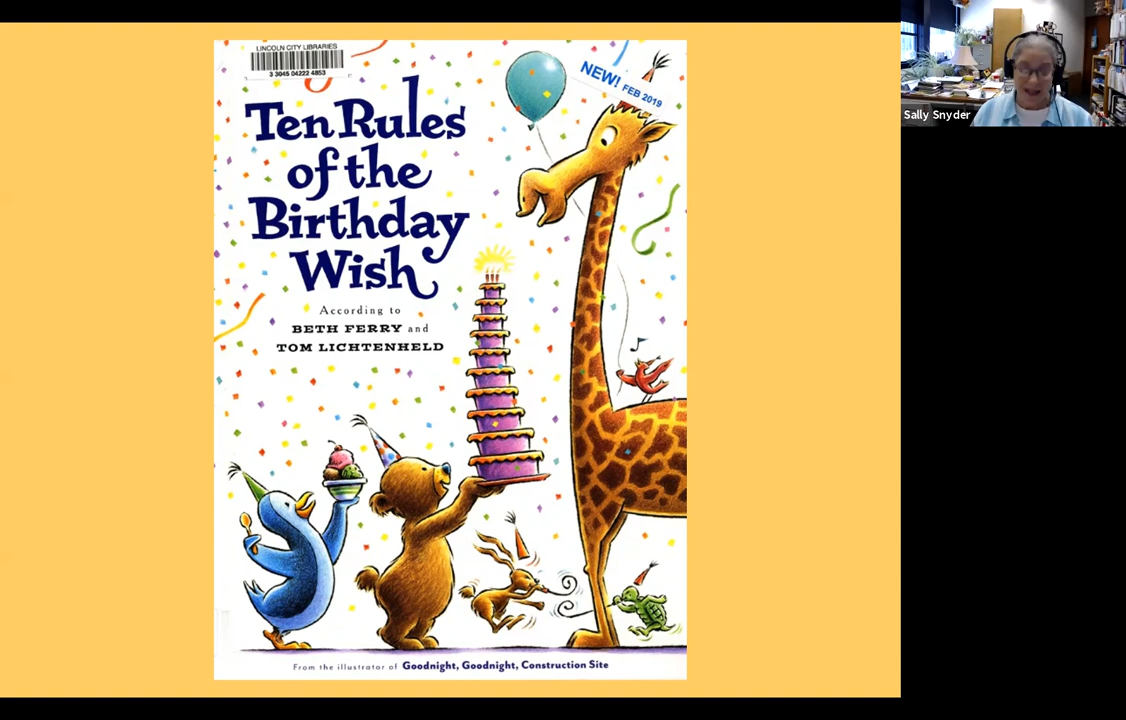 LINCOLN CITY LIBRARIES
3 3045 04222 4853
NEW! FEB 2019
Ten Rules
of the
Birthday
Wish
According to
BETH FERRY and
TOM LICHTENHELD
From the illustrator of Goodnight, Goodnight, Construction Site
Sally Snyder